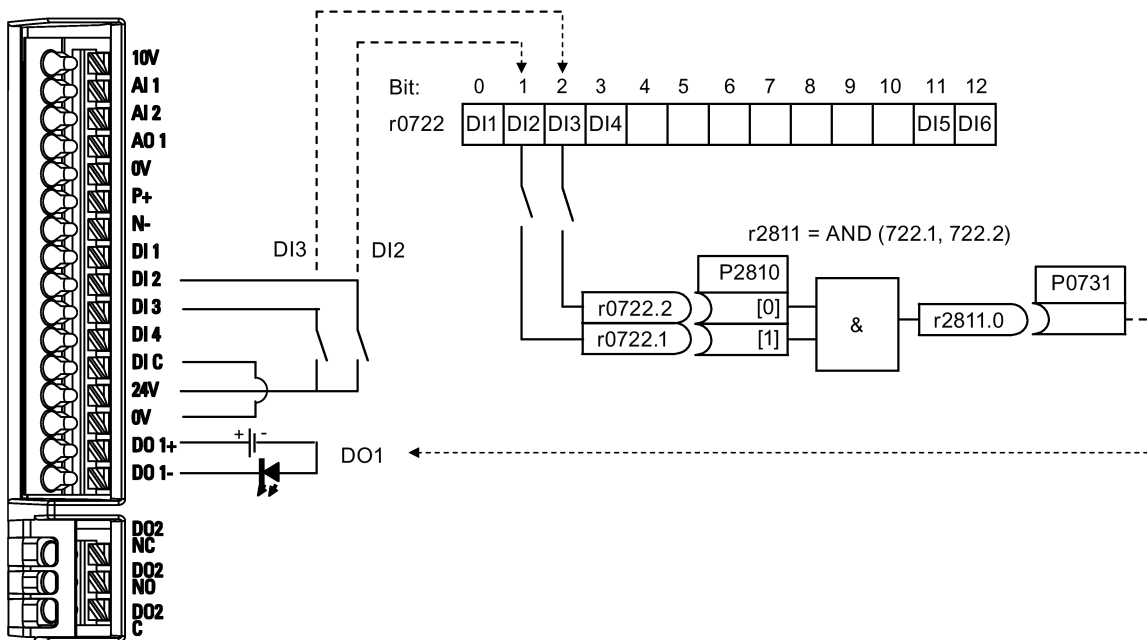 10V
AI 1
AI 2
AO 1
0V
P+
N-
DI 1
DI 2
DI 3
DI 4
DI C
24V
0V
DO 1+
DO 1-
DO2
NC
DO2
NO
DO2
C
DI3 DI2
+ -
DO1
Bit: 0 1 2 3 4 5 6 7 8 9 10 11 12
r0722 DI1 DI2 DI3 DI4 DI5 DI6
r2811 = AND (722.1, 722.2)
P2810
r0722.2 [0]
r0722.1 [1]
&
r2811.0
P0731